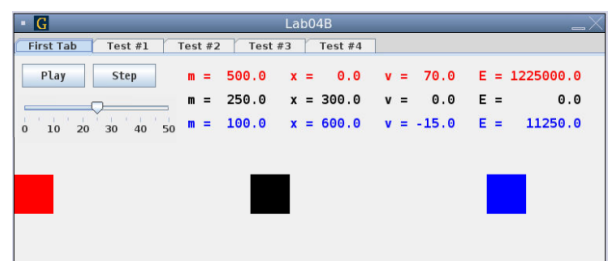 G Lab04B
First Tab Test #1 Test #2 Test #3 Test #4
Play Step m = 500.0 x = 0.0 v = 70.0 E = 1225000.0
m = 250.0 x = 300.0 v = 0.0 E = 0.0
m = 100.0 x = 600.0 v = -15.0 E = 11250.0
0 10 20 30 40 50